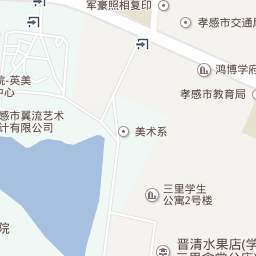 军豪照相复印
孝感市交通局
鸿博学府
院-英美
中心
孝感市教育局
感市翼流艺术
计有限公司
美术系
三里学生
公寓2号楼
院
晋清水果店(学